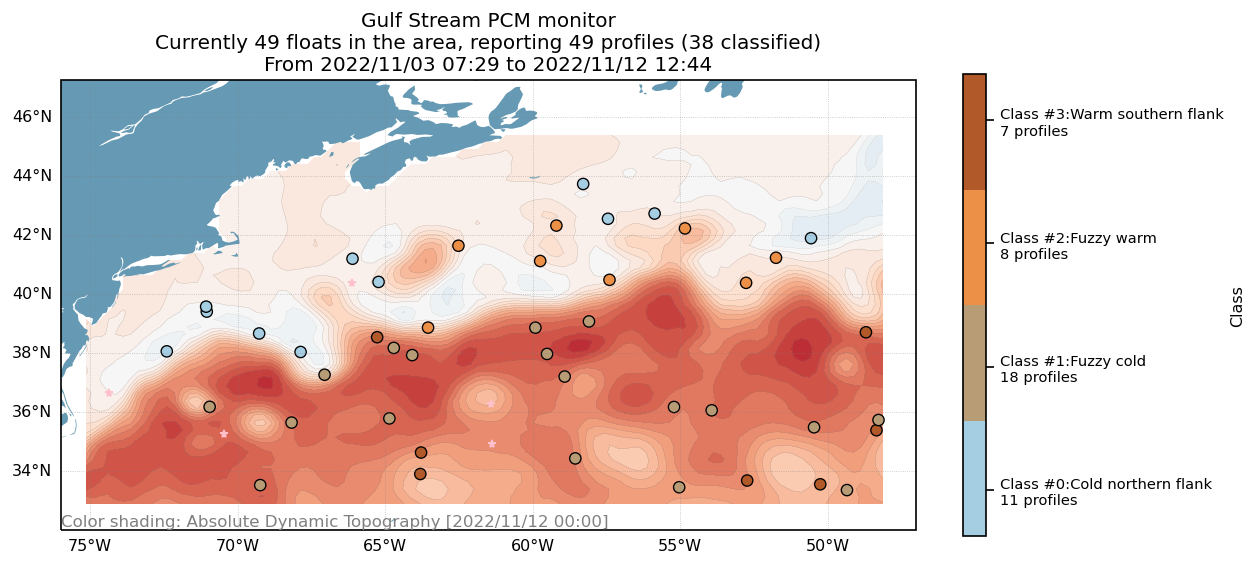 Gulf Stream PCM monitor
Currently 49 floats in the area, reporting 49 profiles (38 classified)
From 2022/11/03 07:29 to 2022/11/12 12:44
46°N
44°N
42°N
40°N
38°N
36°N
34°N
Color shading: Absolute Dynamic Topography [2022/11/12 00:00]
75°W
70°W
65°W
60°W
55°W
50°W
Class #3:Warm southern flank
7 profiles
Class #2:Fuzzy warm
8 profiles
Class #1:Fuzzy cold
18 profiles
Class #0:Cold northern flank
11 profiles
Class